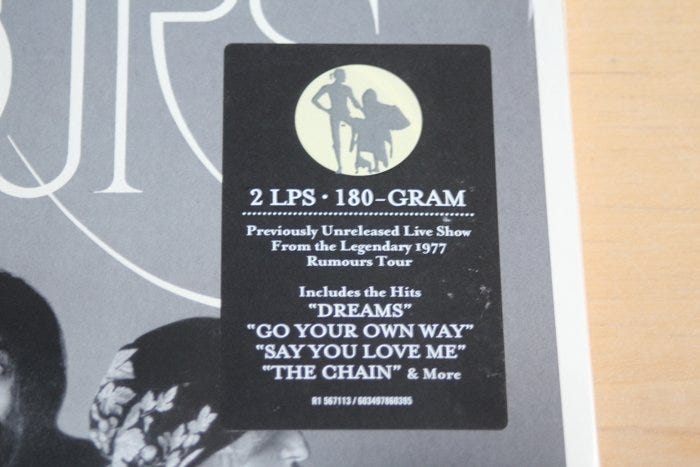 URS
2 LPS • 180-GRAM
Previously Unreleased Live Show
From the Legendary 1977
Rumours Tour
Includes the Hits
“DREAMS”
“GO YOUR OWN WAY”
“SAY YOU LOVE ME”
“THE CHAIN” & More
R1 567113 / 603497860395